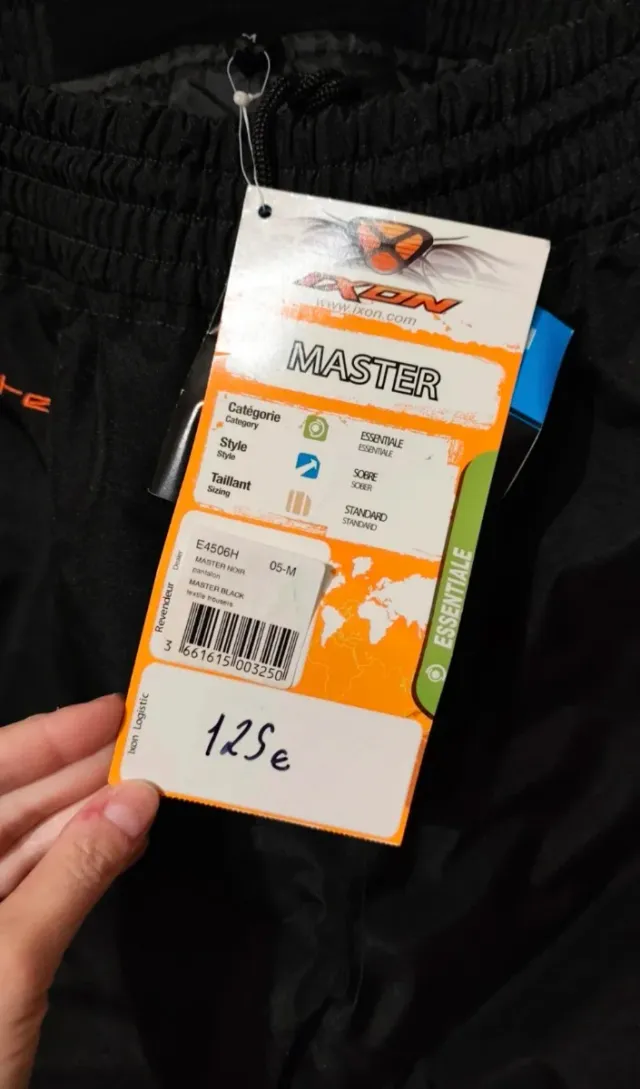 IXON
www.ixon.com
MASTER
Catégorie
Category
ESSENTIALE
ESSENTIALE
Style
Style
SOBRE
SOBER
Taillant
Sizing
STANDARD
STANDARD
Revendeur
Dealer
E4506H
05-M
MASTER NOIR
pantalon
MASTER BLACK
textile trousers
3 661615 003250
ESSENTIALE
Ixon Logistic
125€